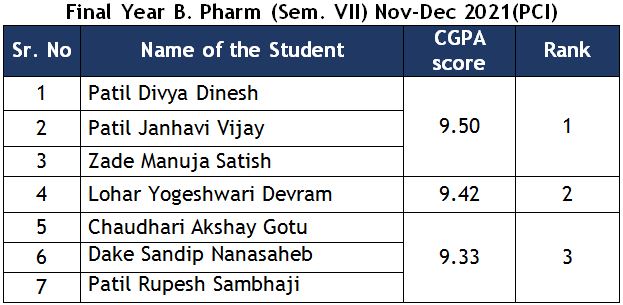 Final Year B. Pharm (Sem. VII) Nov-Dec 2021(PCI)
Sr. No Name of the Student CGPA score Rank
1 Patil Divya Dinesh
2 Patil Janhavi Vijay 9.50 1
3 Zade Manuja Satish
4 Lohar Yogeshwari Devram 9.42 2
5 Chaudhari Akshay Gotu
6 Dake Sandip Nanasaheb 9.33 3
7 Patil Rupesh Sambhaji